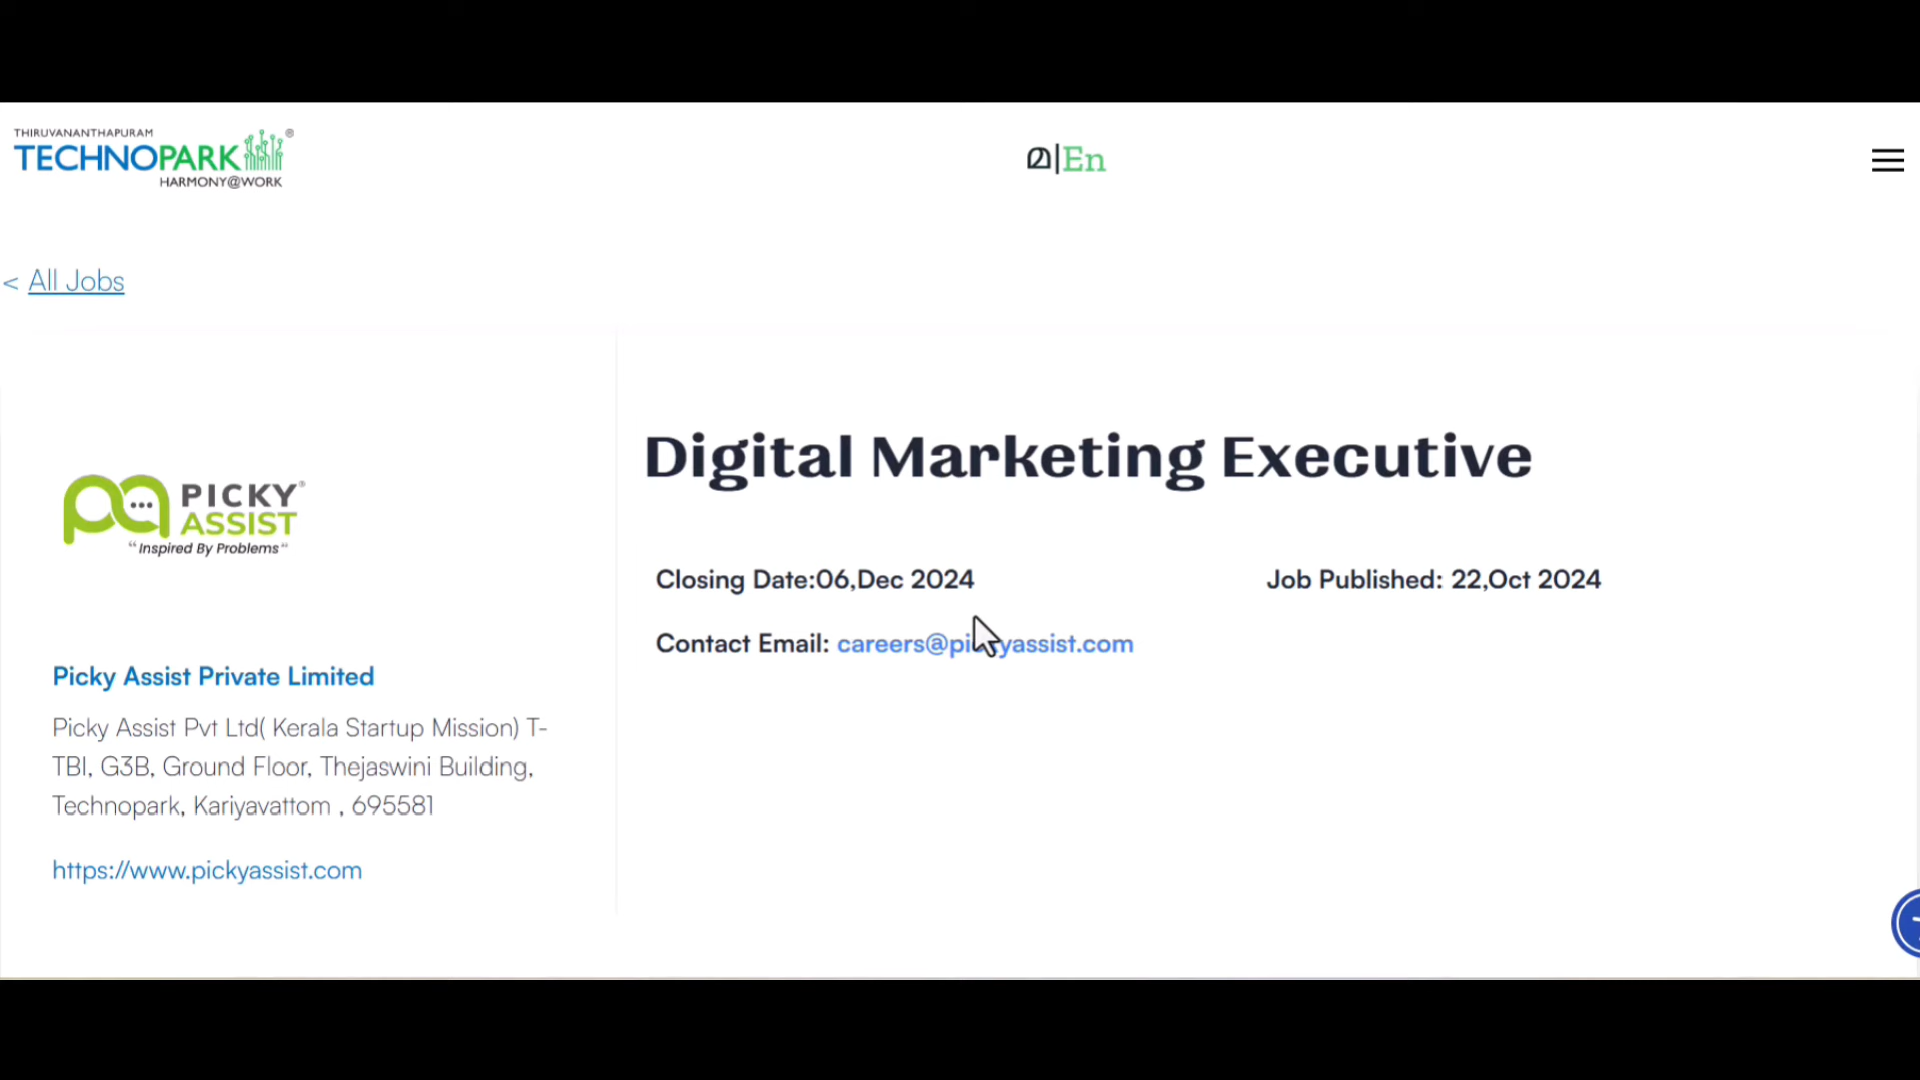 THIRUVANANTHAPURAM
TECHNOPARK®
HARMONY@WORK
മ|En
< All Jobs
PICKY®
ASSIST
"Inspired By Problems"
Picky Assist Private Limited
Picky Assist Pvt Ltd( Kerala Startup Mission) T-
TBI, G3B, Ground Floor, Thejaswini Building,
Technopark, Kariyavattom , 695581
https://www.pickyassist.com
Digital Marketing Executive
Closing Date:06,Dec 2024
Job Published: 22,Oct 2024
Contact Email: careers@pickyassist.com